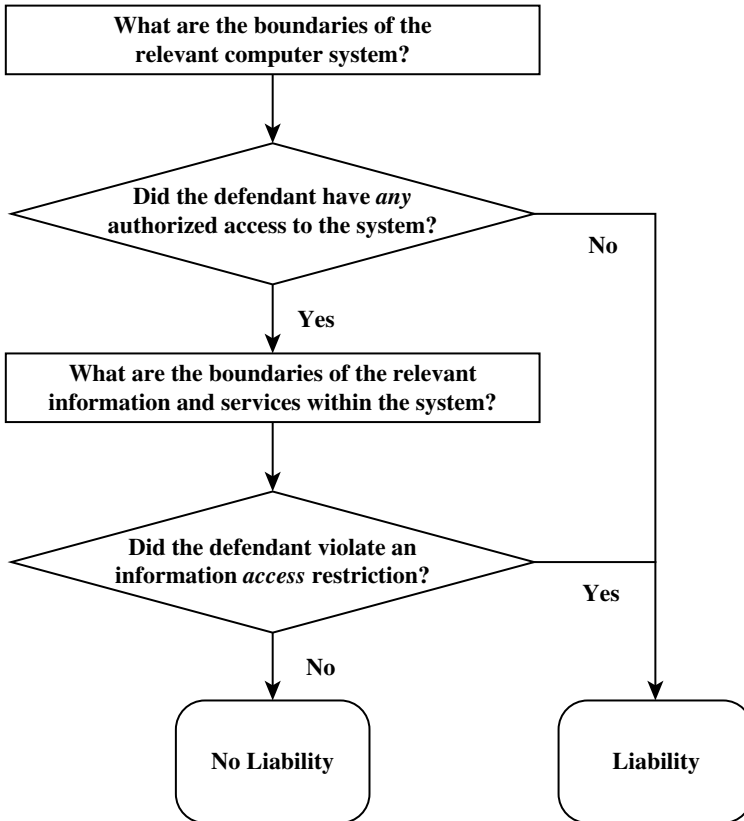 What are the boundaries of the
relevant computer system?
Did the defendant have any
authorized access to the system?
No
Yes
What are the boundaries of the relevant
information and services within the system?
Did the defendant violate an
information access restriction?
Yes
No
No Liability
Liability